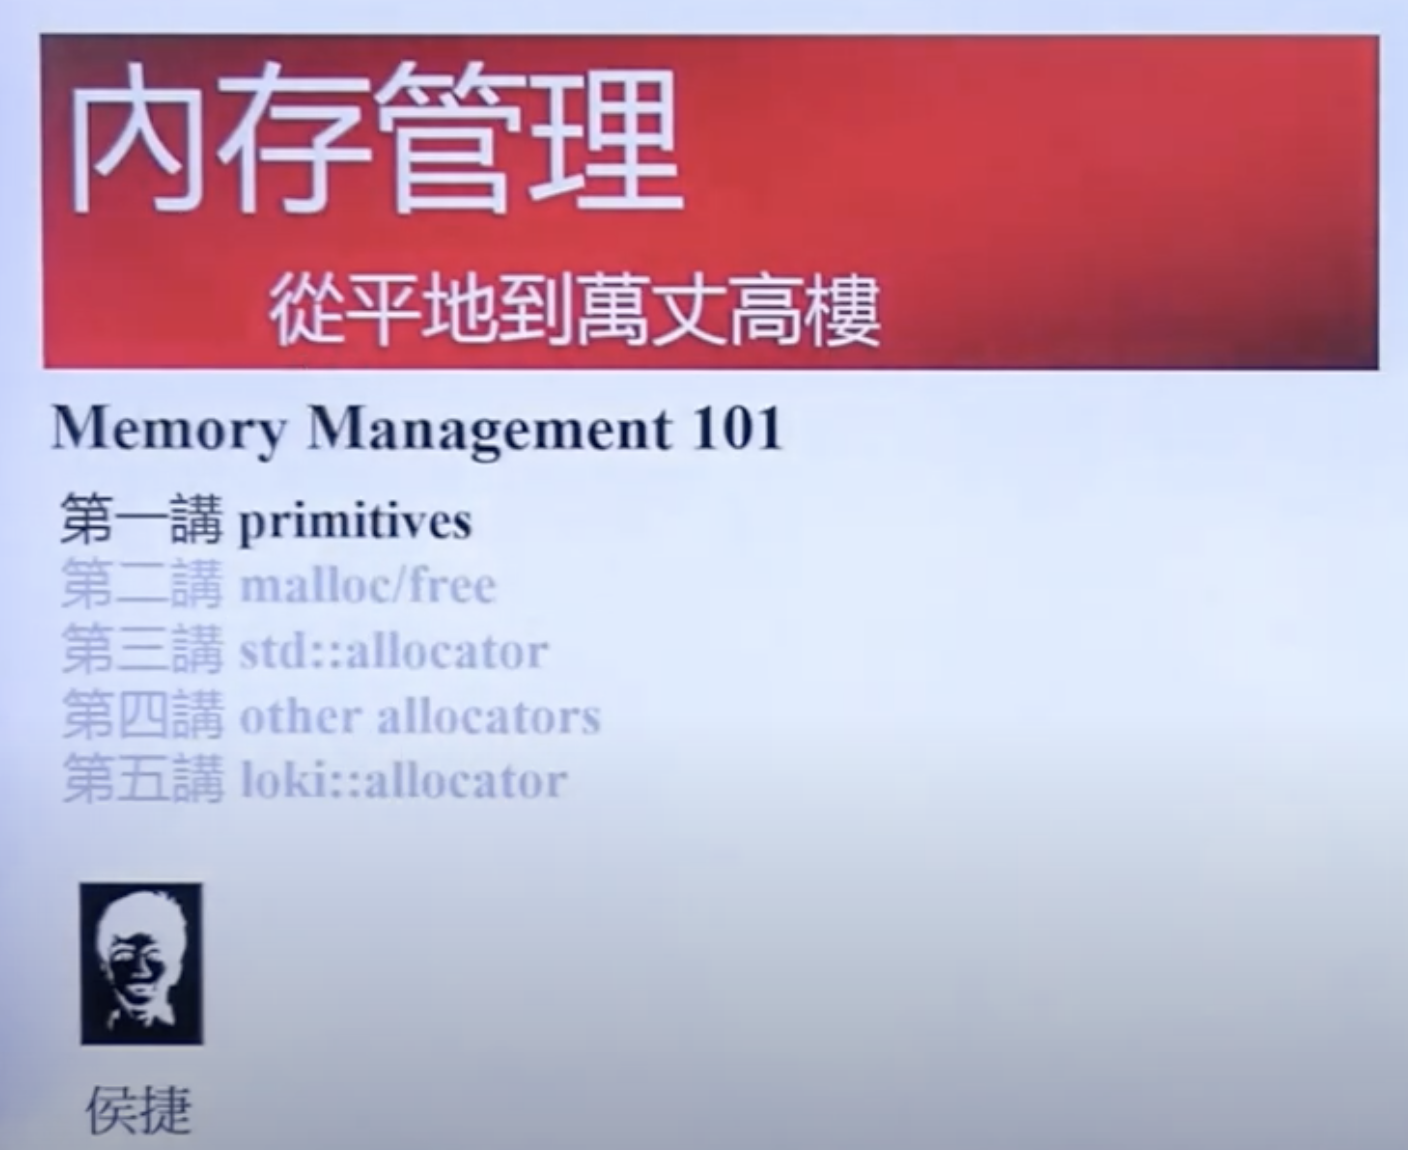 內存管理
從平地到萬丈高樓
Memory Management 101
第一講 primitives
第二講 malloc/free
第三講 std::allocator
第四講 other allocators
第五講 loki::allocator
侯捷